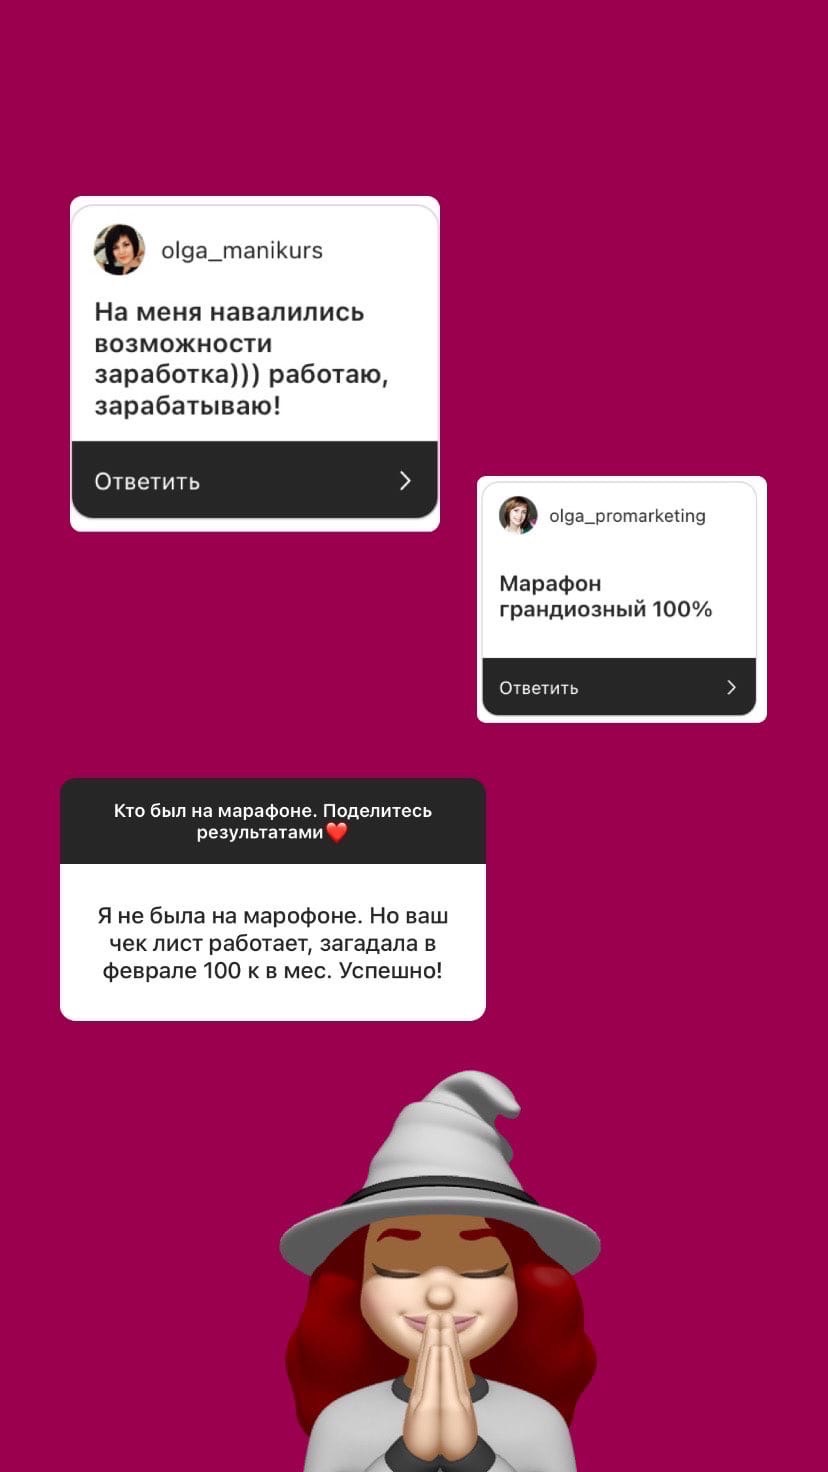 olga_manikurs
На меня навалились
возможности
заработка))) работаю,
зарабатываю!
Ответить
olga_promarketing
Марафон
грандиозный 100%
Ответить
Кто был на марафоне. Поделитесь
результатами❤️
Я не была на марофоне. Но ваш
чек лист работает, загадала в
феврале 100 к в мес. Успешно!